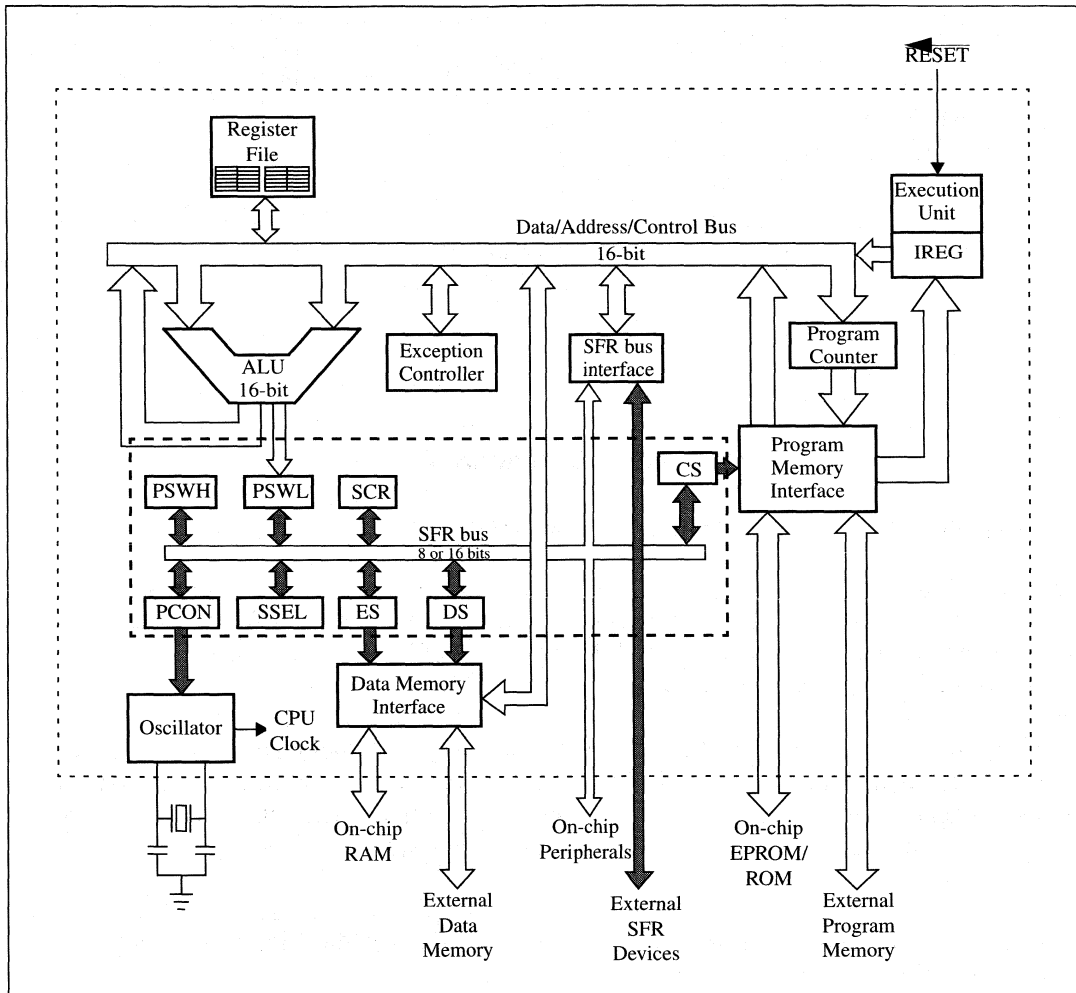 RESET
Register
File
Execution
Unit
IREG
Data/Address/Control Bus
16-bit
ALU
16-bit
Exception
Controller
SFR bus
interface
Program
Counter
Program
Memory
Interface
CS
PSWH
PSWL
SCR
SFR bus
8 or 16 bits
PCON
SSEL
ES
DS
Data Memory
Interface
Oscillator
CPU
Clock
On-chip
RAM
External
Data
Memory
On-chip
Peripherals
External
SFR
Devices
On-chip
EPROM/
ROM
External
Program
Memory